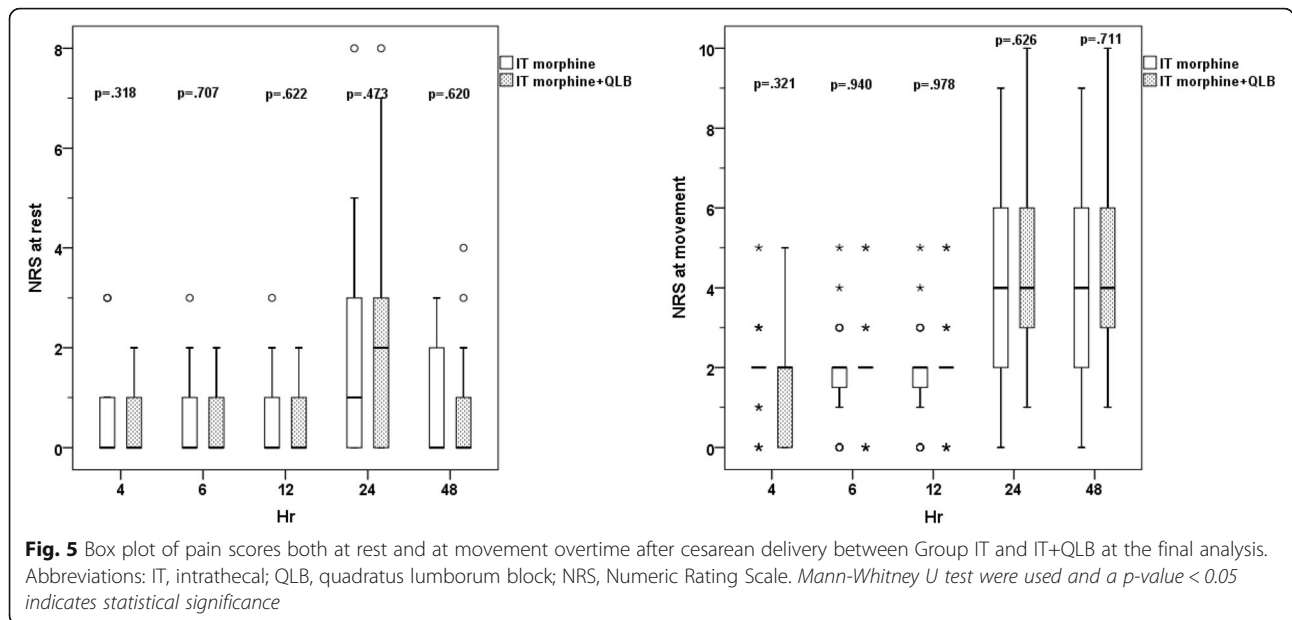 8
6
4
2
0
NRS at rest
p=.318 p=.707 p=.622 p=.473 p=.620
4 6 12 24 48
Hr
IT morphine
IT morphine+QLB
10
8
6
4
2
0
NRS at movement
p=.321 p=.940 p=.978 p=.626 p=.711
4 6 12 24 48
Hr
IT morphine
IT morphine+QLB
Fig. 5 Box plot of pain scores both at rest and at movement overtime after cesarean delivery between Group IT and IT+QLB at the final analysis.
Abbreviations: IT, intrathecal; QLB, quadratus lumborum block; NRS, Numeric Rating Scale. Mann-Whitney U test were used and a p-value < 0.05
indicates statistical significance